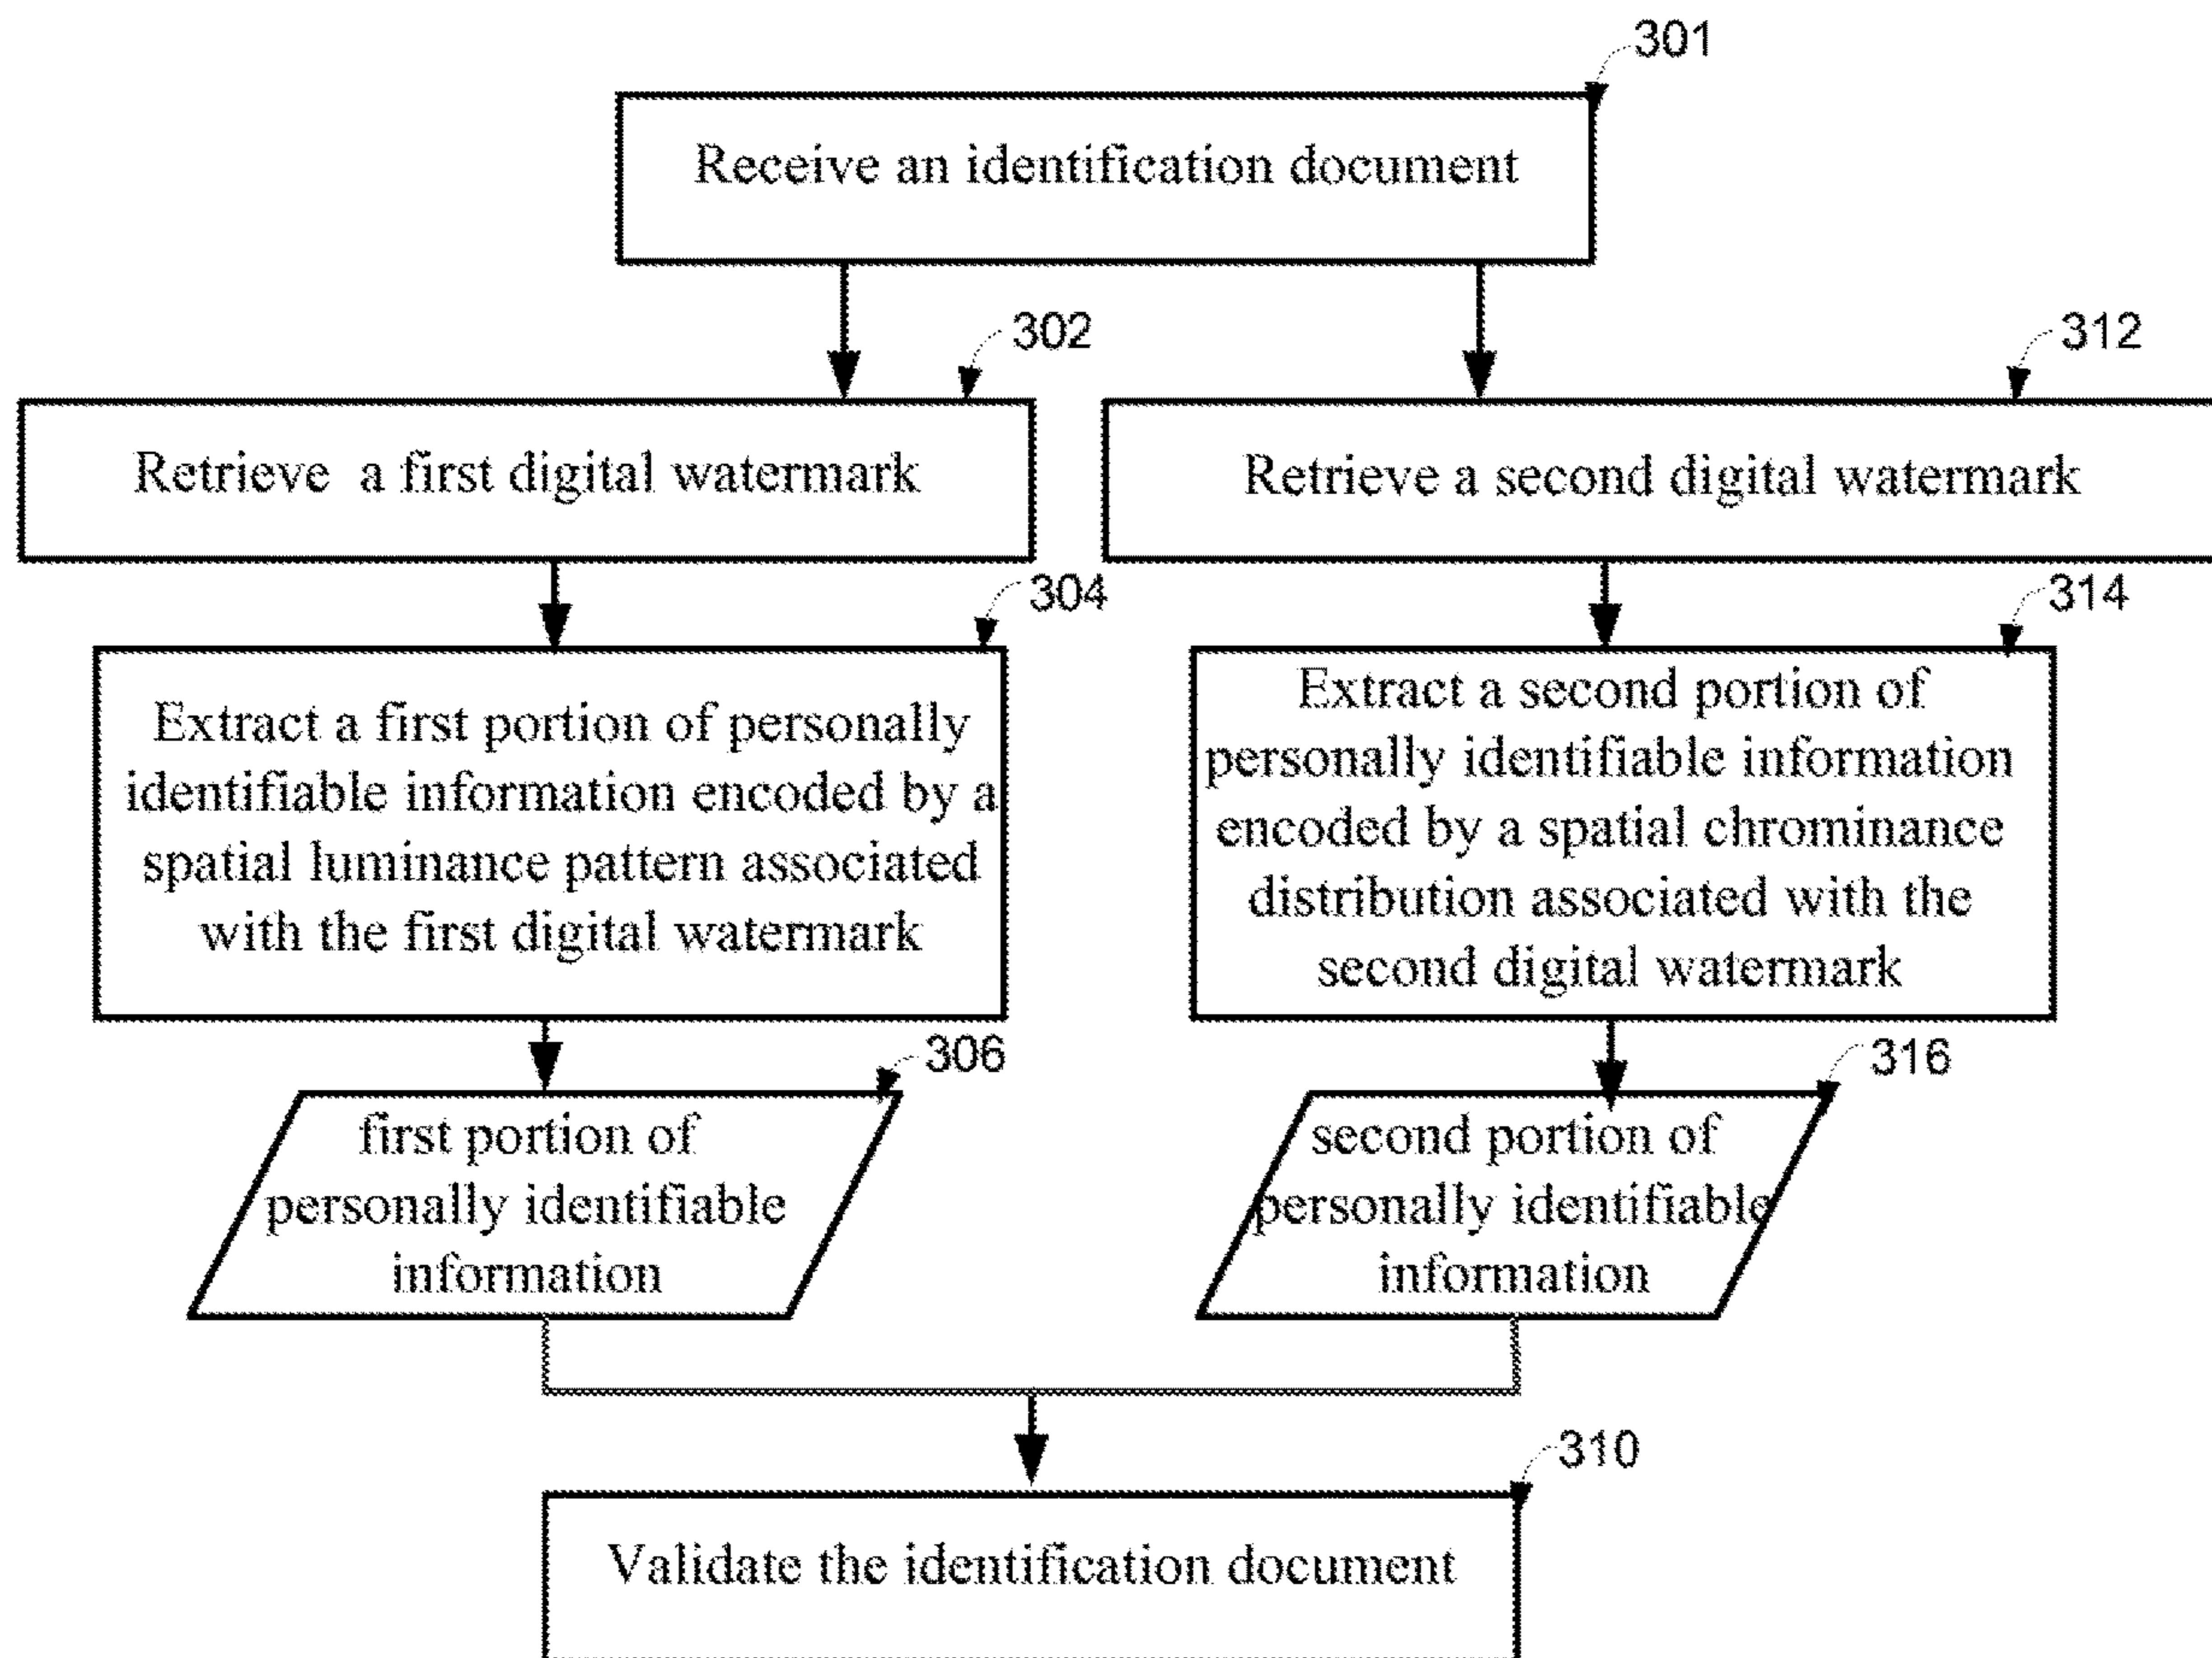 301
Receive an identification document
302
312
Retrieve a first digital watermark
Retrieve a second digital watermark
304
314
Extract a first portion of personally
identifiable information encoded by a
spatial luminance pattern associated
with the first digital watermark
Extract a second portion of
personally identifiable information
encoded by a spatial chrominance
distribution associated with the
second digital watermark
306
316
first portion of
personally identifiable
information
second portion of
personally identifiable
information
310
Validate the identification document